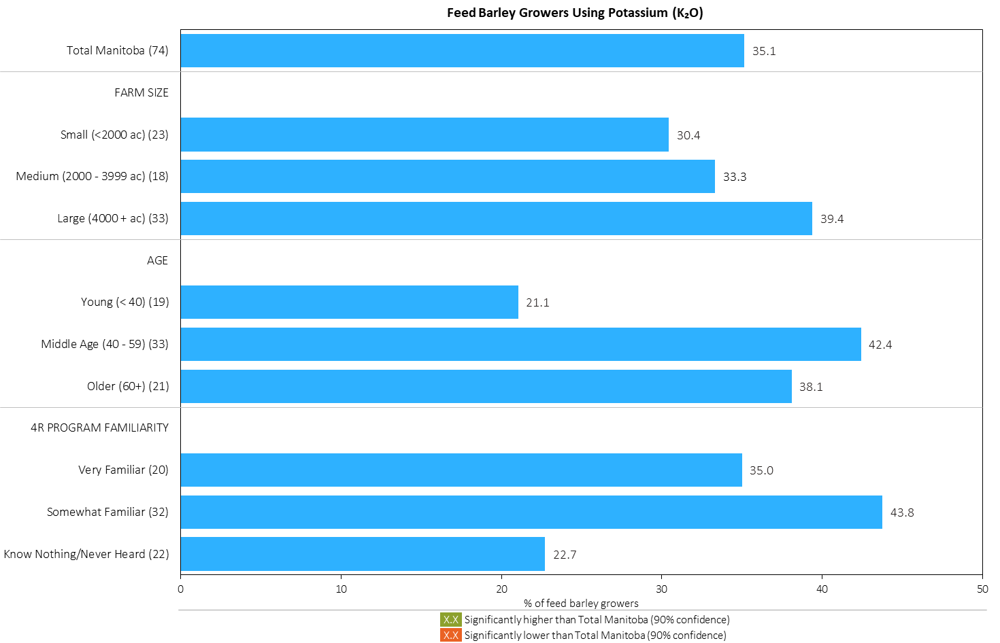 Feed Barley Growers Using Potassium (K₂O)
Total Manitoba (74) 35.1
FARM SIZE
Small (<2000 ac) (23) 30.4
Medium (2000 - 3999 ac) (18) 33.3
Large (4000 + ac) (33) 39.4
AGE
Young (< 40) (19) 21.1
Middle Age (40 - 59) (33) 42.4
Older (60+) (21) 38.1
4R PROGRAM FAMILIARITY
Very Familiar (20) 35.0
Somewhat Familiar (32) 43.8
Know Nothing/Never Heard (22) 22.7
0 10 20 30 40 50
% of feed barley growers
X.X Significantly higher than Total Manitoba (90% confidence)
X.X Significantly lower than Total Manitoba (90% confidence)